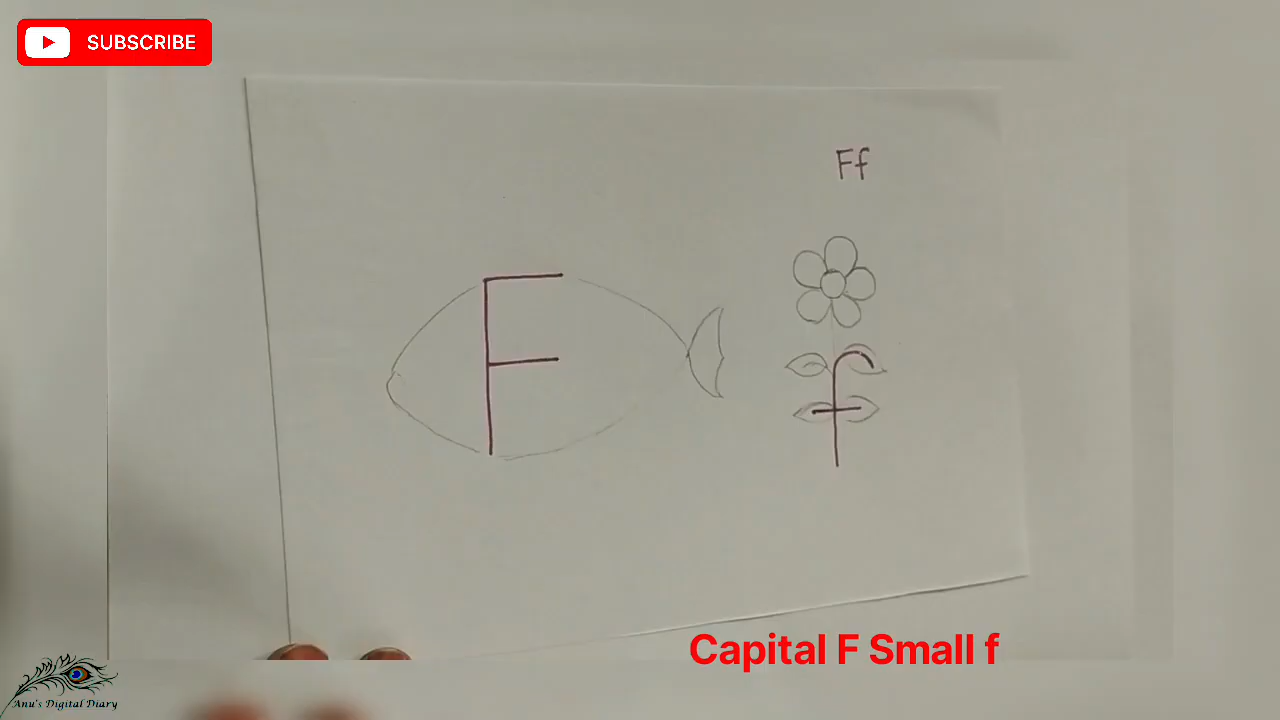 SUBSCRIBE
Ff
F
f
Capital F Small f
Anu's Digital Diary